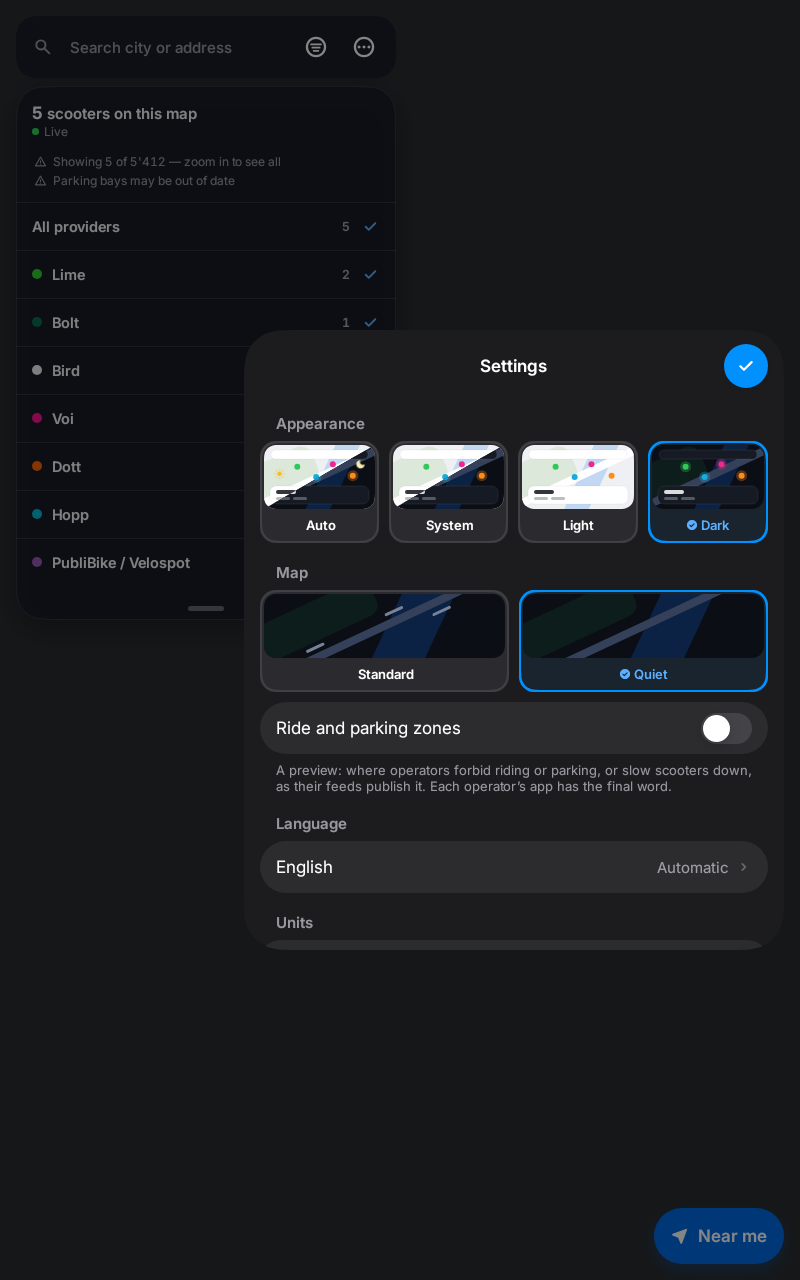 Search city or address
5 scooters on this map
Live
Showing 5 of 5'412 — zoom in to see all
Parking bays may be out of date
All providers 5
Lime 2
Bolt 1
Bird
Voi
Dott
Hopp
PubliBike / Velospot
Settings
Appearance
Auto System Light Dark
Map
Standard Quiet
Ride and parking zones
A preview: where operators forbid riding or parking, or slow scooters down,
as their feeds publish it. Each operator’s app has the final word.
Language
English Automatic
Units
Near me